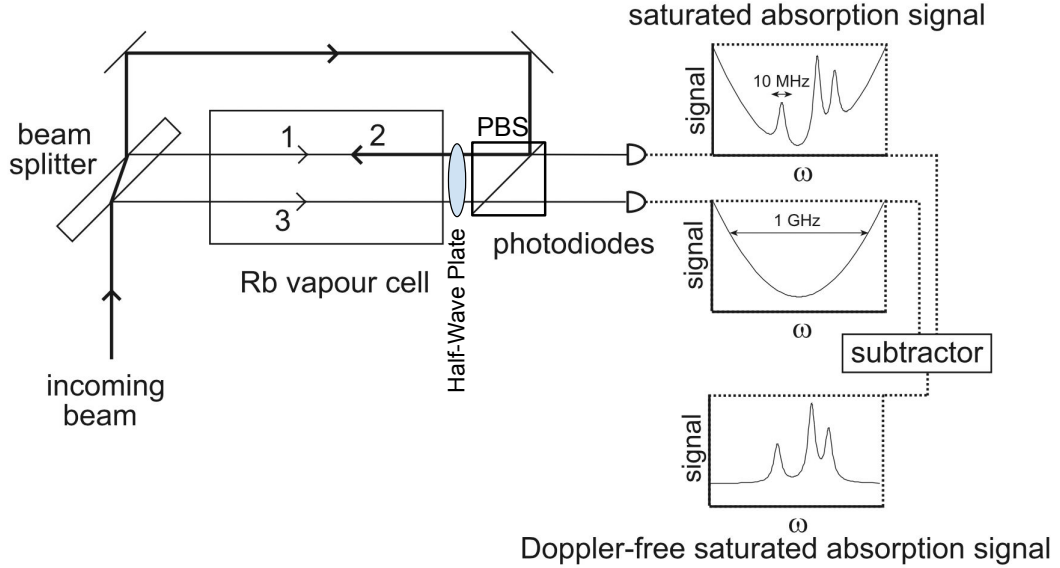 saturated absorption signal
signal
10 MHz
ω
beam
splitter
1
2
PBS
3
Rb vapour cell
Half-Wave Plate
photodiodes
signal
1 GHz
ω
incoming
beam
subtractor
signal
ω
Doppler-free saturated absorption signal